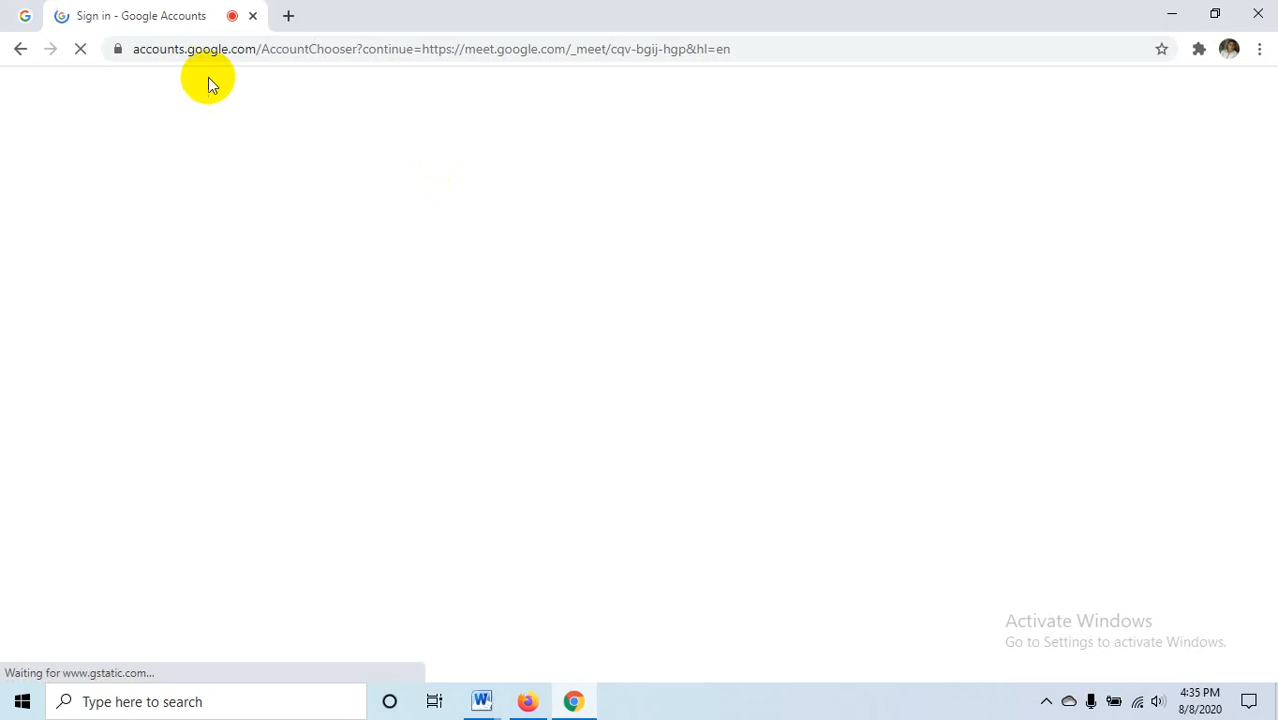 Sign in - Google Accounts
accounts.google.com/AccountChooser?continue=https://meet.google.com/_meet/cqv-bgij-hgp&hl=en
Activate Windows
Go to Settings to activate Windows.
Waiting for www.gstatic.com...
Type here to search
4:35 PM
8/8/2020